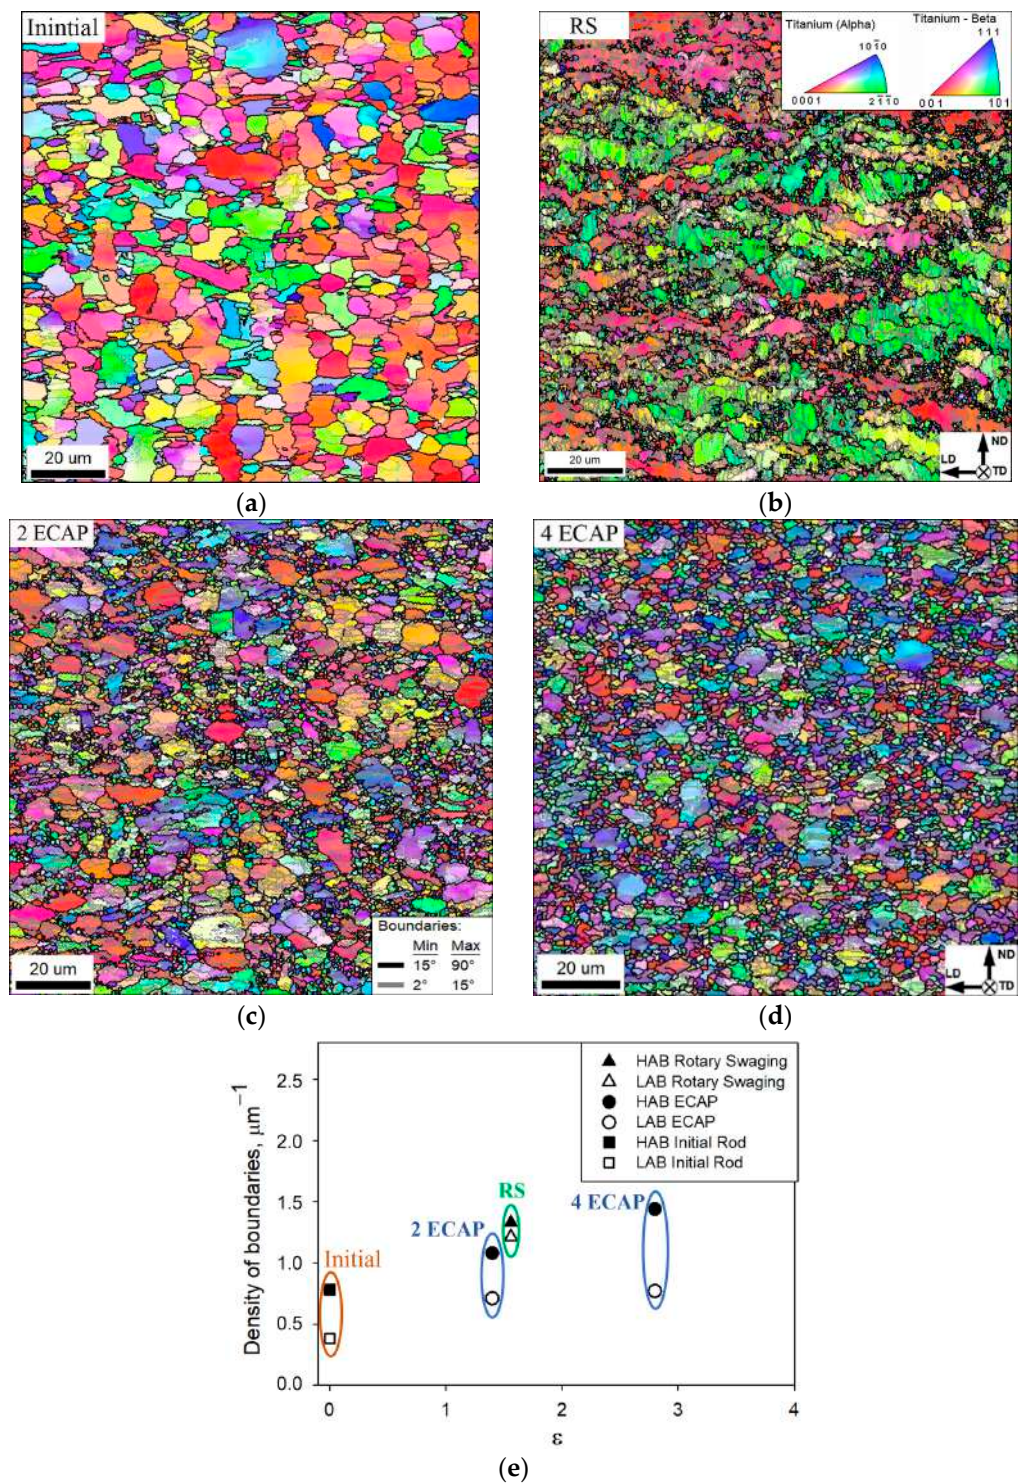 Inintial
20 um
(a)
RS
Titanium (Alpha)
10 1̄0
0001
2 1̄ 1̄0
Titanium - Beta
111
001
101
20 um
ND
LD
TD
(b)
2 ECAP
20 um
Boundaries:
Min Max
15° 90°
2° 15°
(c)
4 ECAP
20 um
ND
LD
TD
(d)
Density of boundaries, μm⁻¹
2.5
2.0
1.5
1.0
0.5
0.0
0 1 2 3 4
ε
HAB Rotary Swaging
LAB Rotary Swaging
HAB ECAP
LAB ECAP
HAB Initial Rod
LAB Initial Rod
Initial
2 ECAP
RS
4 ECAP
(e)